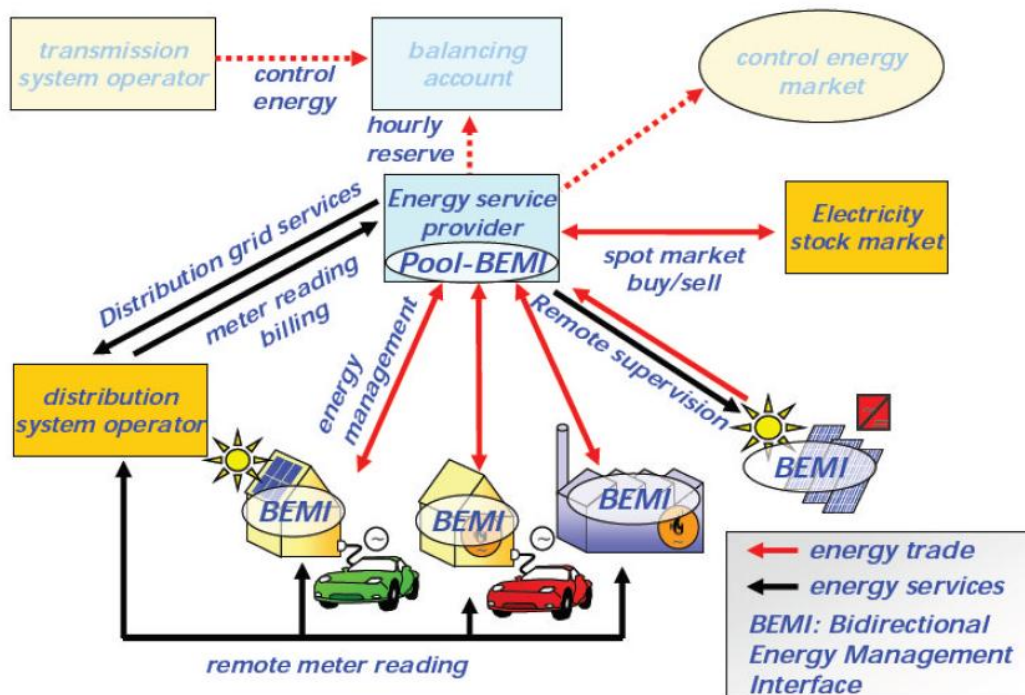 transmission
system operator
control
energy
balancing
account
control energy
market
hourly
reserve
Energy service
provider
Pool-BEMI
Electricity
stock market
spot market
buy/sell
Distribution grid services
meter reading
billing
energy
management
Remote supervision
distribution
system operator
BEMI
BEMI
BEMI
BEMI
~
~
~
~
remote meter reading
energy trade
energy services
BEMI: Bidirectional
Energy Management
Interface